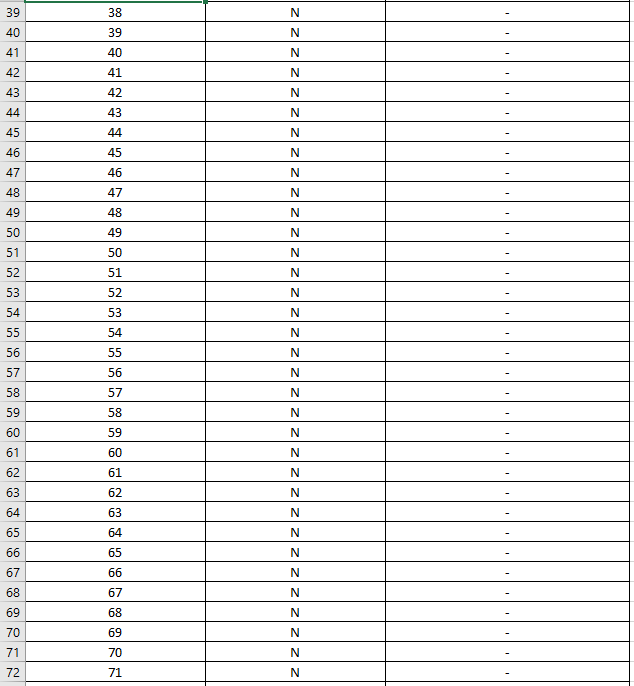 39 38 N -
40 39 N -
41 40 N -
42 41 N -
43 42 N -
44 43 N -
45 44 N -
46 45 N -
47 46 N -
48 47 N -
49 48 N -
50 49 N -
51 50 N -
52 51 N -
53 52 N -
54 53 N -
55 54 N -
56 55 N -
57 56 N -
58 57 N -
59 58 N -
60 59 N -
61 60 N -
62 61 N -
63 62 N -
64 63 N -
65 64 N -
66 65 N -
67 66 N -
68 67 N -
69 68 N -
70 69 N -
71 70 N -
72 71 N -